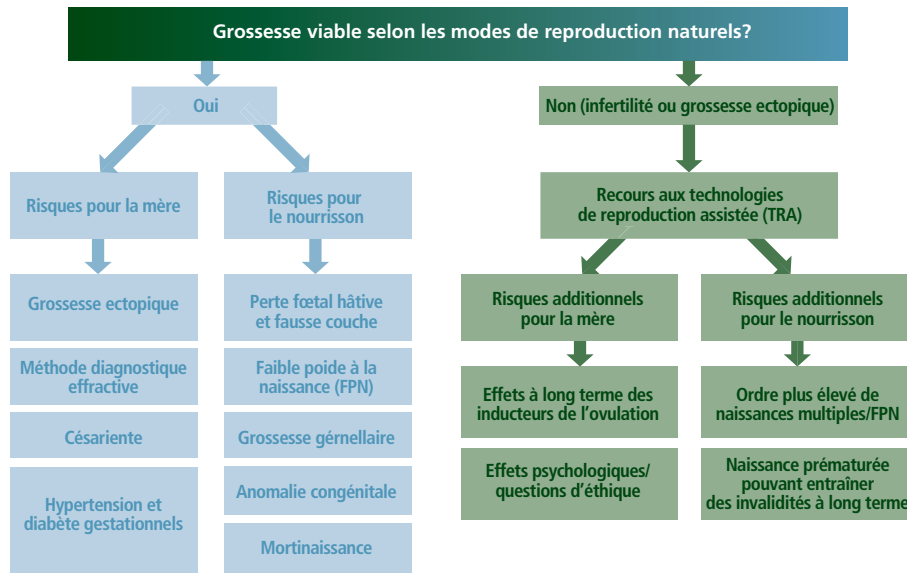 Grossesse viable selon les modes de reproduction naturels?
Oui
Non (infertilité ou grossesse ectopique)
Risques pour la mère
Risques pour
le nourrisson
Recours aux technologies
de reproduction assistée (TRA)
Grossesse ectopique
Méthode diagnostique
effractive
Césariente
Hypertension et
diabète gestationnels
Perte fœtal hâtive
et fausse couche
Faible poide à la
naissance (FPN)
Grossesse gérnellaire
Anomalie congénitale
Mortinaissance
Risques additionnels
pour la mère
Effets à long terme des
inducteurs de l’ovulation
Effets psychologiques/
questions d’éthique
Risques additionnels
pour le nourrisson
Ordre plus élevé de
naissances multiples/FPN
Naissance prématurée
pouvant entraîner
des invalidités à long terme